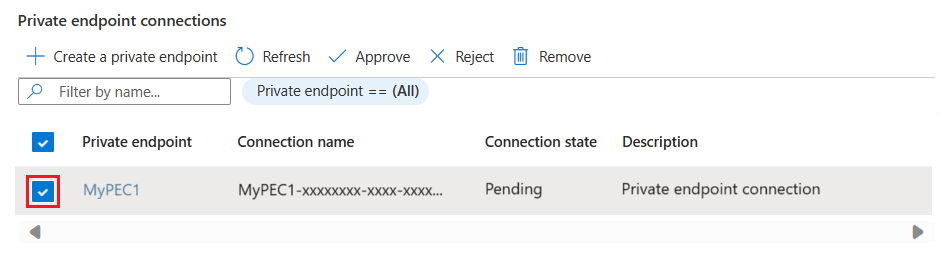 Private endpoint connections
Create a private endpoint Refresh Approve Reject Remove
Filter by name... Private endpoint == (All)
Private endpoint Connection name Connection state Description
MyPEC1 MyPEC1-xxxxxxxx-xxxx-xxxx... Pending Private endpoint connection